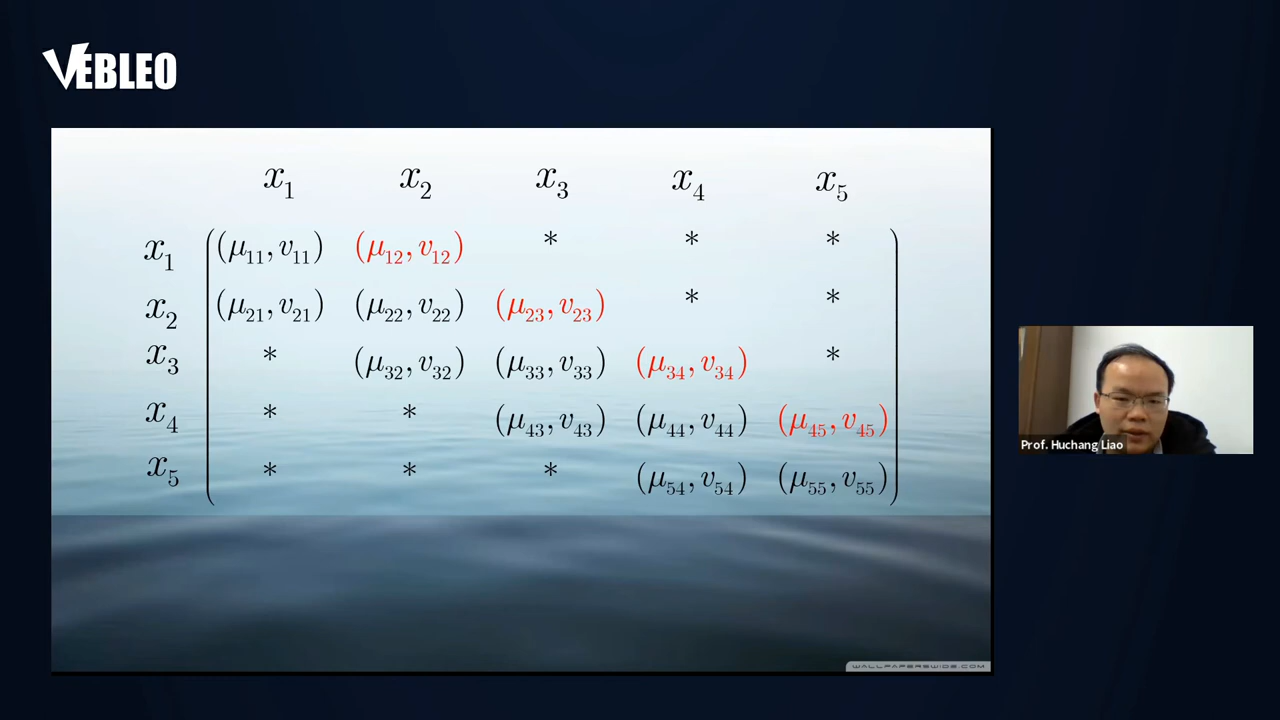 VEBLEO
x₁ x₂ x₃ x₄ x₅
x₁ (μ₁₁, v₁₁) (μ₁₂, v₁₂) * * *
x₂ (μ₂₁, v₂₁) (μ₂₂, v₂₂) (μ₂₃, v₂₃) * *
x₃ * (μ₃₂, v₃₂) (μ₃₃, v₃₃) (μ₃₄, v₃₄) *
x₄ * * (μ₄₃, v₄₃) (μ₄₄, v₄₄) (μ₄₅, v₄₅)
x₅ * * * (μ₅₄, v₅₄) (μ₅₅, v₅₅)
Prof. Huchang Liao
WALLPAPERSWIDE.COM